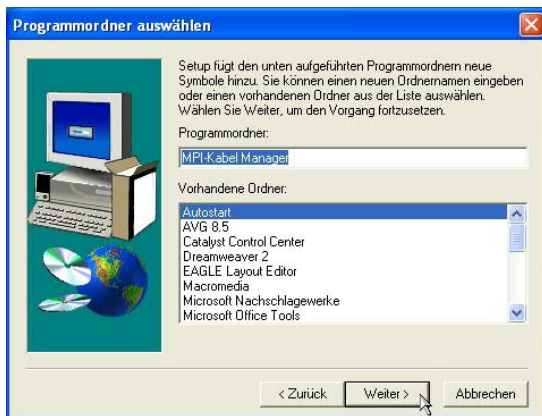 Programmordner auswählen
Setup fügt den unten aufgeführten Programmordnern neue
Symbole hinzu. Sie können einen neuen Ordnernamen eingeben
oder einen vorhandenen Ordner aus der Liste auswählen.
Wählen Sie Weiter, um den Vorgang fortzusetzen.
Programmordner:
MPI-Kabel Manager
Vorhandene Ordner:
Autostart
AVG 8.5
Catalyst Control Center
Dreamweaver 2
EAGLE Layout Editor
Macromedia
Microsoft Nachschlagewerke
Microsoft Office Tools
< Zurück Weiter > Abbrechen